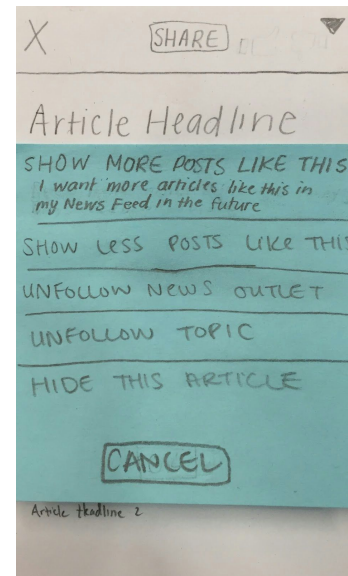 X
SHARE
Article Headline
SHOW MORE POSTS LIKE THIS
I want more articles like this in
my News Feed in the future
SHOW LESS POSTS LIKE THIS
UNFOLLOW NEWS OUTLET
UNFOLLOW TOPIC
HIDE THIS ARTICLE
CANCEL
Article Headline 2